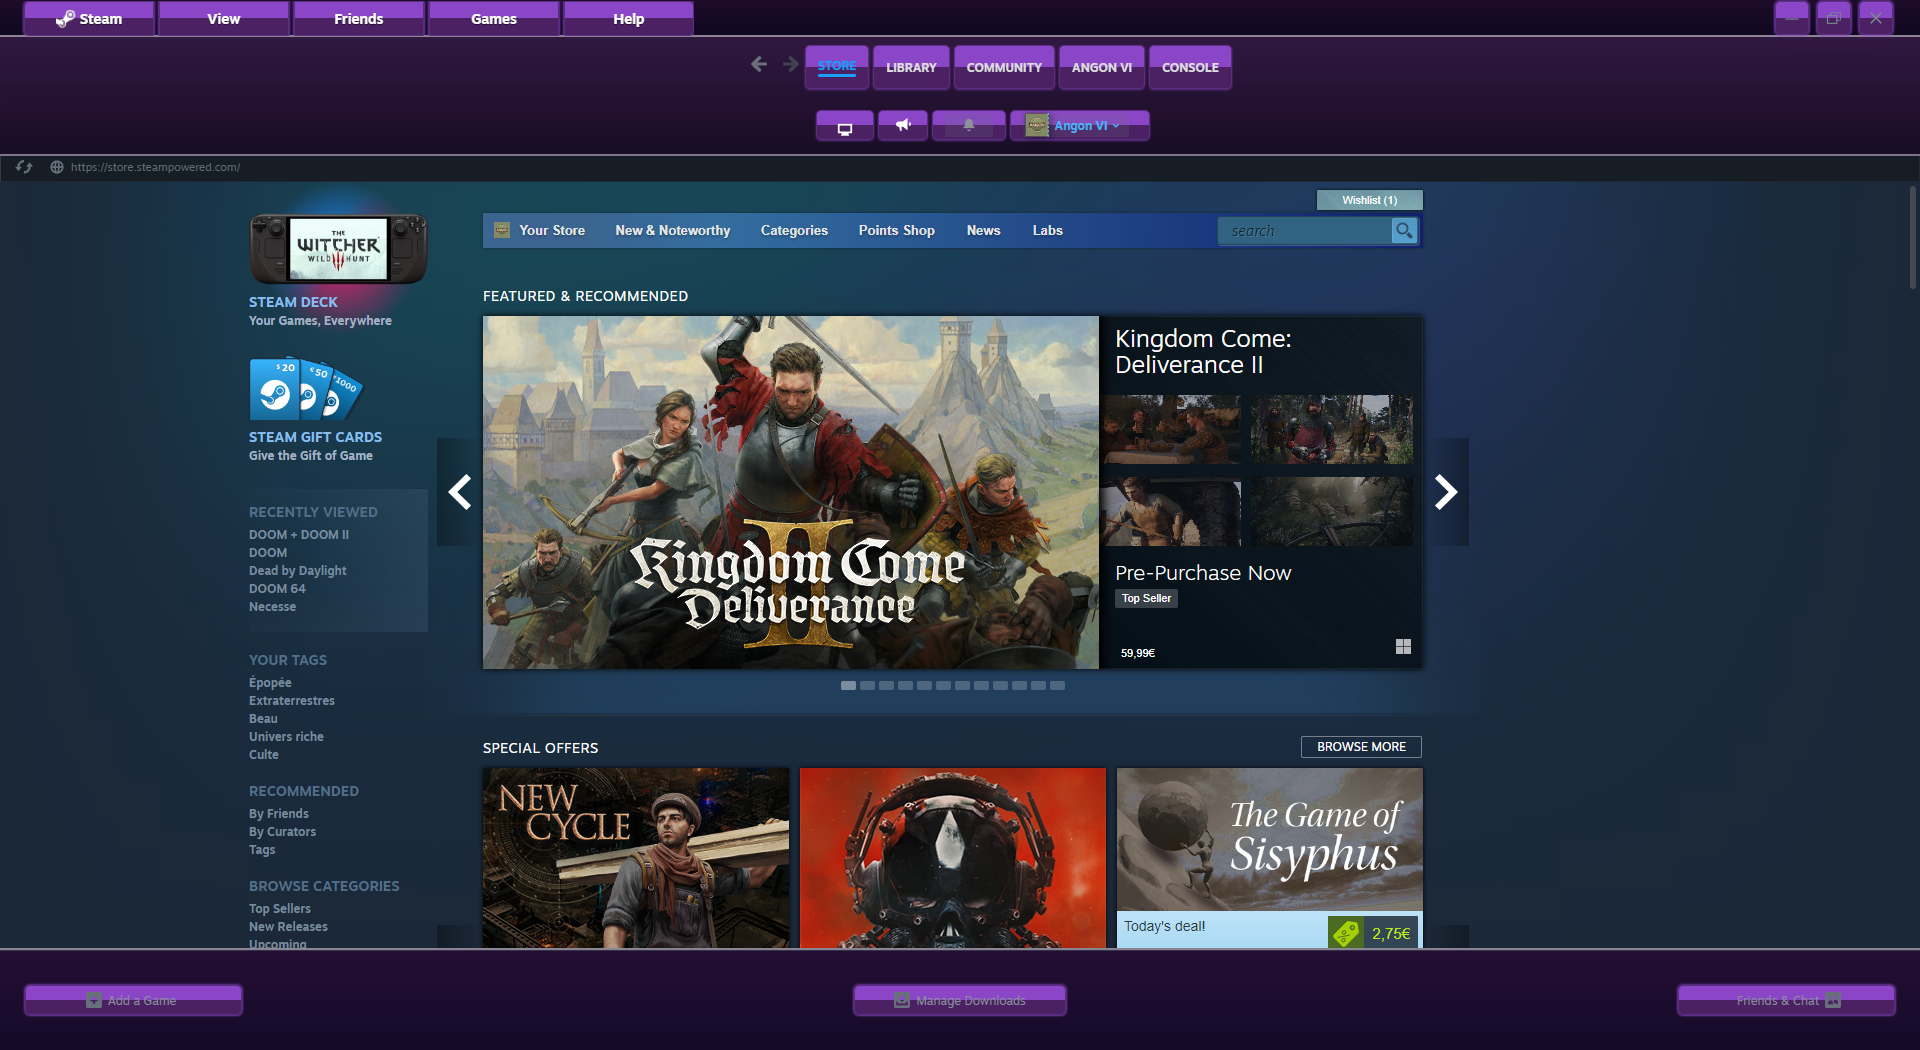 Steam
View
Friends
Games
Help
STORE
LIBRARY
COMMUNITY
ANGON VI
CONSOLE
Angon VI
https://store.steampowered.com/
Wishlist (1)
Your Store
New & Noteworthy
Categories
Points Shop
News
Labs
search
THE
WITCHER
WILD HUNT
STEAM DECK
Your Games, Everywhere
$ 20
€ 50
1000
STEAM GIFT CARDS
Give the Gift of Game
RECENTLY VIEWED
DOOM + DOOM II
DOOM
Dead by Daylight
DOOM 64
Necesse
YOUR TAGS
Épopée
Extraterrestres
Beau
Univers riche
Culte
RECOMMENDED
By Friends
By Curators
Tags
BROWSE CATEGORIES
Top Sellers
New Releases
Upcoming
FEATURED & RECOMMENDED
Kingdom Come
Deliverance
II
Kingdom Come:
Deliverance II
Pre-Purchase Now
Top Seller
59,99€
SPECIAL OFFERS
BROWSE MORE
NEW
CYCLE
The Game of
Sisyphus
Today's deal!
2,75€
Add a Game
Manage Downloads
Friends & Chat